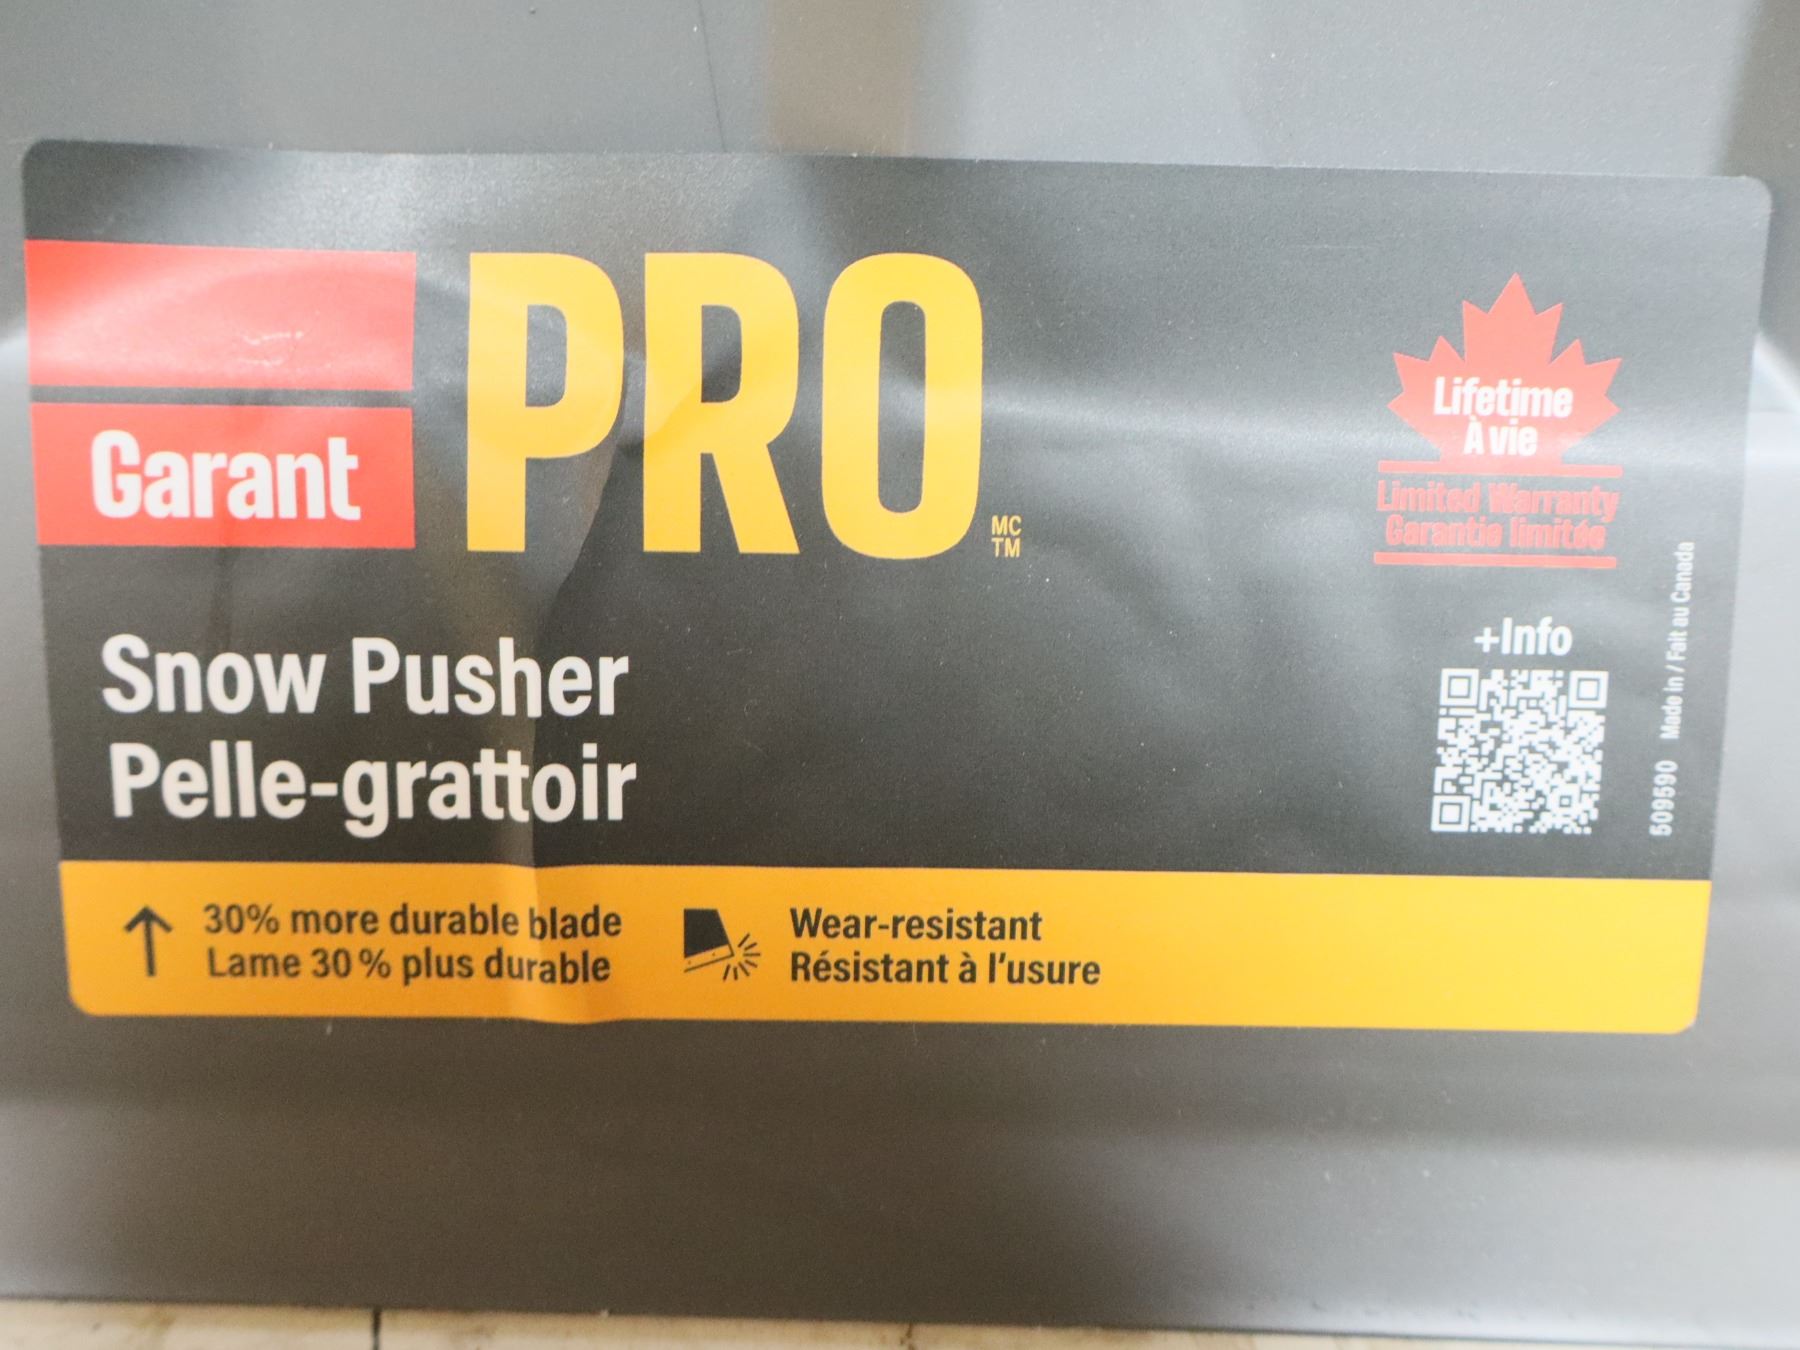 Garant
PRO
MC
TM
Lifetime
À vie
Limited Warranty
Garantie limitée
Snow Pusher
Pelle-grattoir
+Info
509590 Made in / Fait au Canada
30% more durable blade
Lame 30 % plus durable
Wear-resistant
Résistant à l'usure